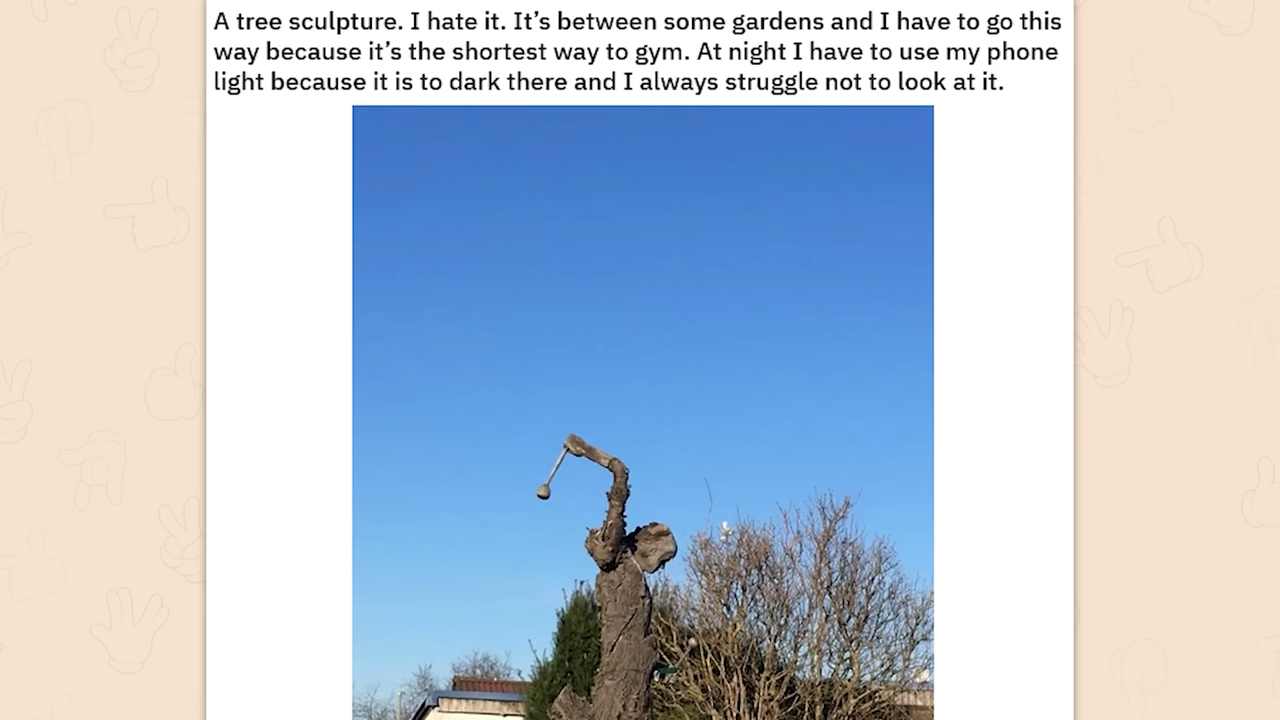 A tree sculpture. I hate it. It’s between some gardens and I have to go this
way because it’s the shortest way to gym. At night I have to use my phone
light because it is to dark there and I always struggle not to look at it.